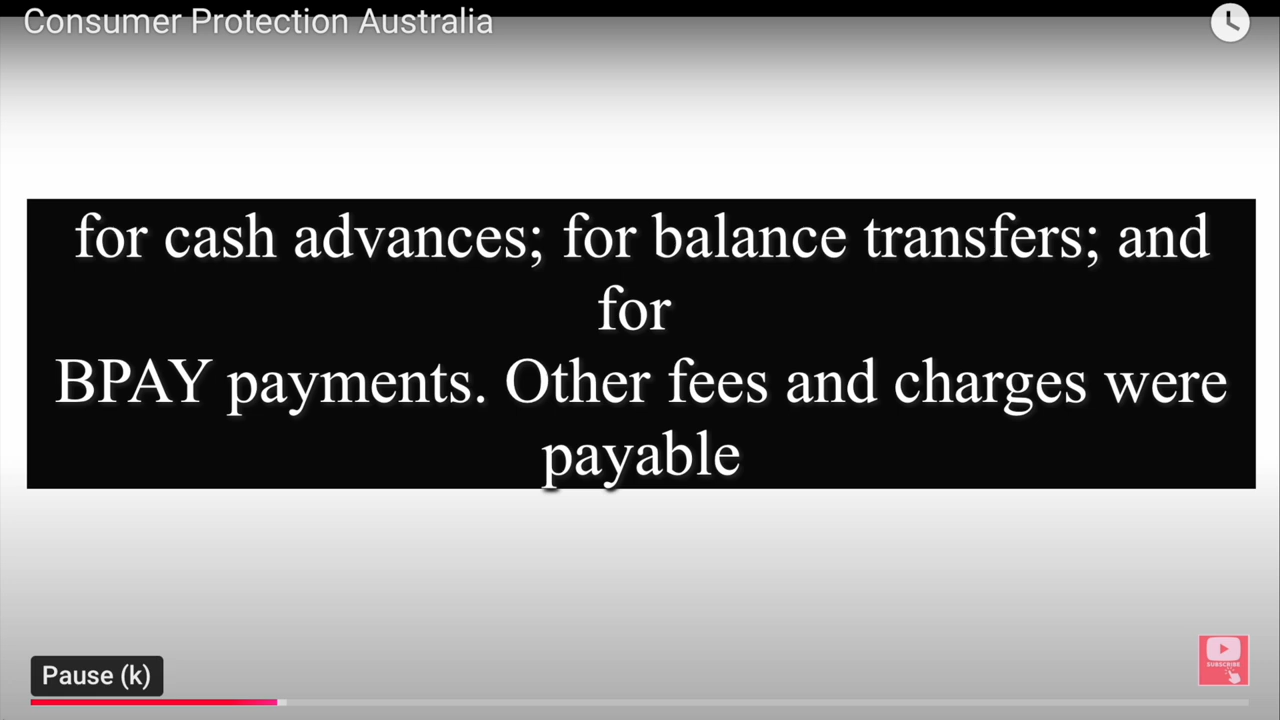 Consumer Protection Australia
for cash advances; for balance transfers; and
for
BPAY payments. Other fees and charges were
payable
SUBSCRIBE
Pause (k)